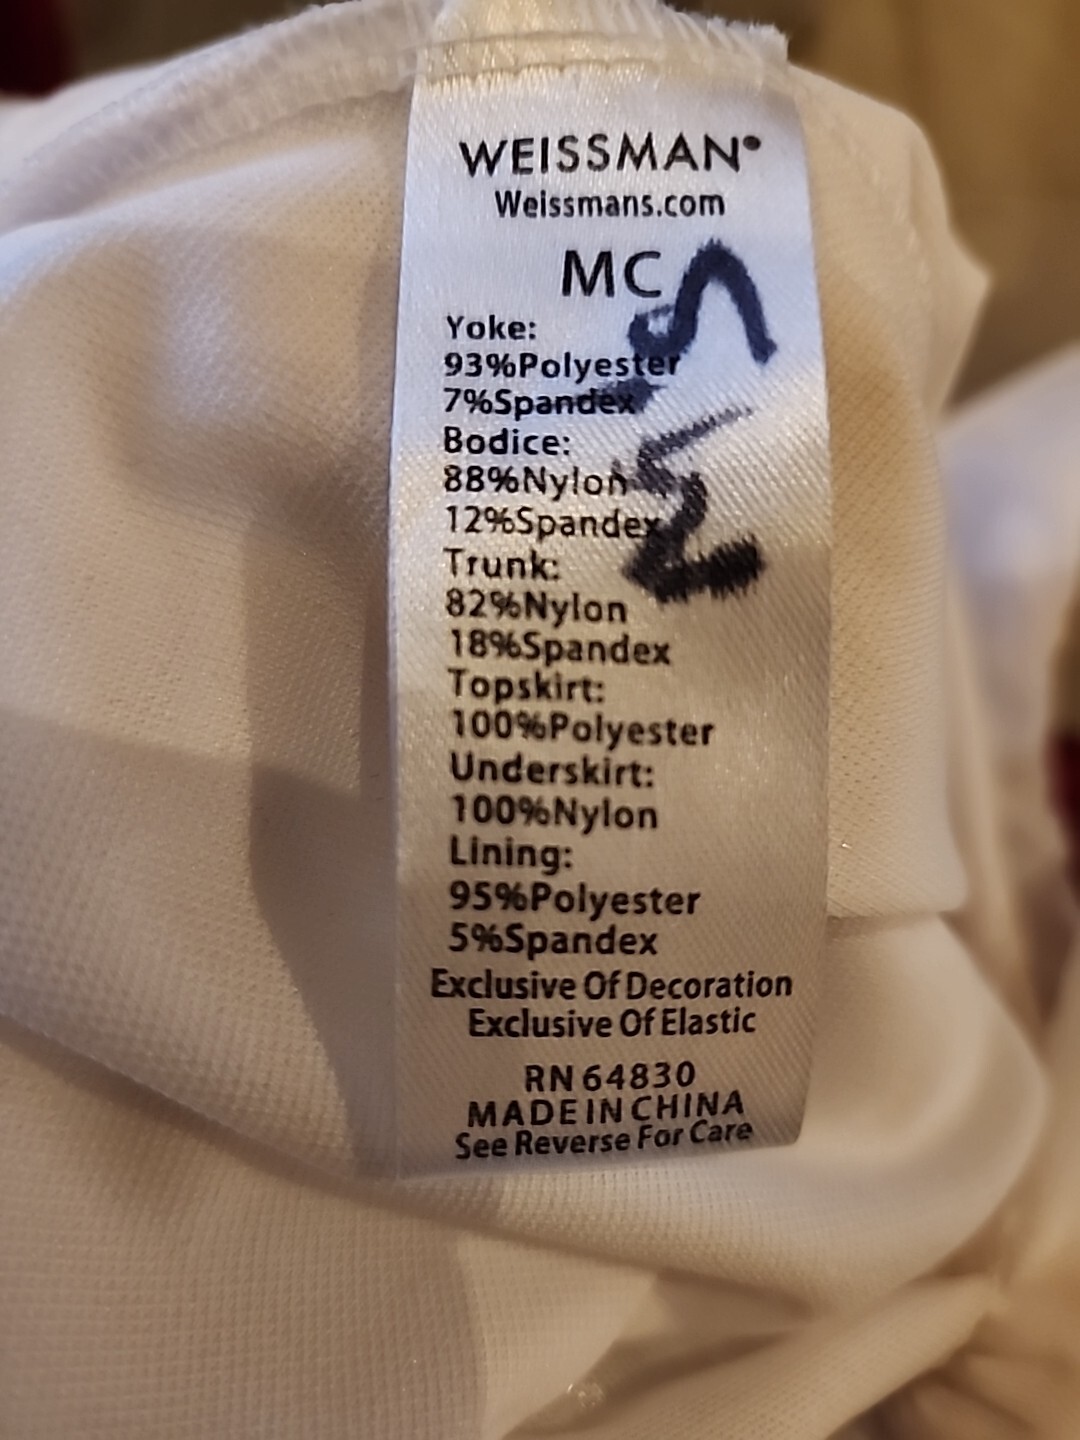 WEISSMAN®
Weissmans.com
MC
Yoke:
93%Polyester
7%Spandex
Bodice:
88%Nylon
12%Spandex
Trunk:
82%Nylon
18%Spandex
Topskirt:
100%Polyester
Underskirt:
100%Nylon
Lining:
95%Polyester
5%Spandex
Exclusive Of Decoration
Exclusive Of Elastic
RN 64830
MADE IN CHINA
See Reverse For Care